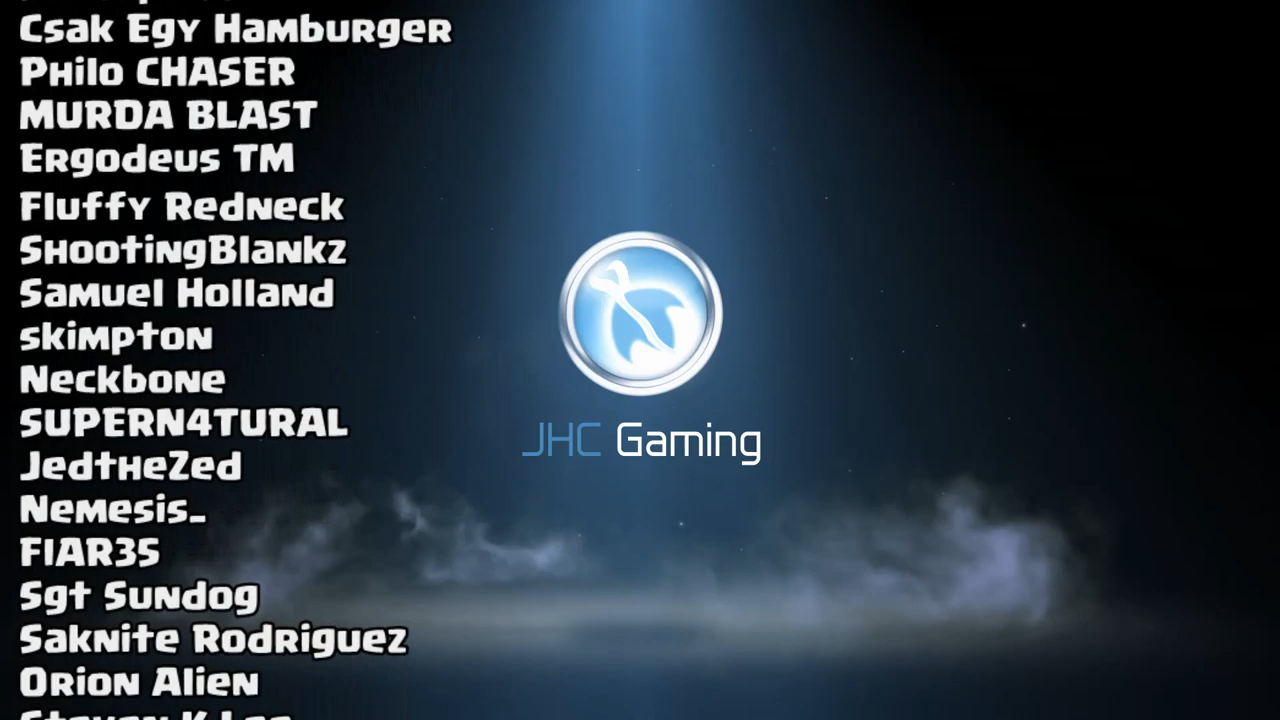 Csak Egy Hamburger
Philo CHASER
MURDA BLAST
Ergodeus TM
Fluffy Redneck
ShootingBlankz
Samuel Holland
skimpton
Neckbone
SUPERN4TURAL
JedtheZed
Nemesis_
FIAR35
Sgt Sundog
Saknite Rodriguez
Orion Alien
JHC Gaming